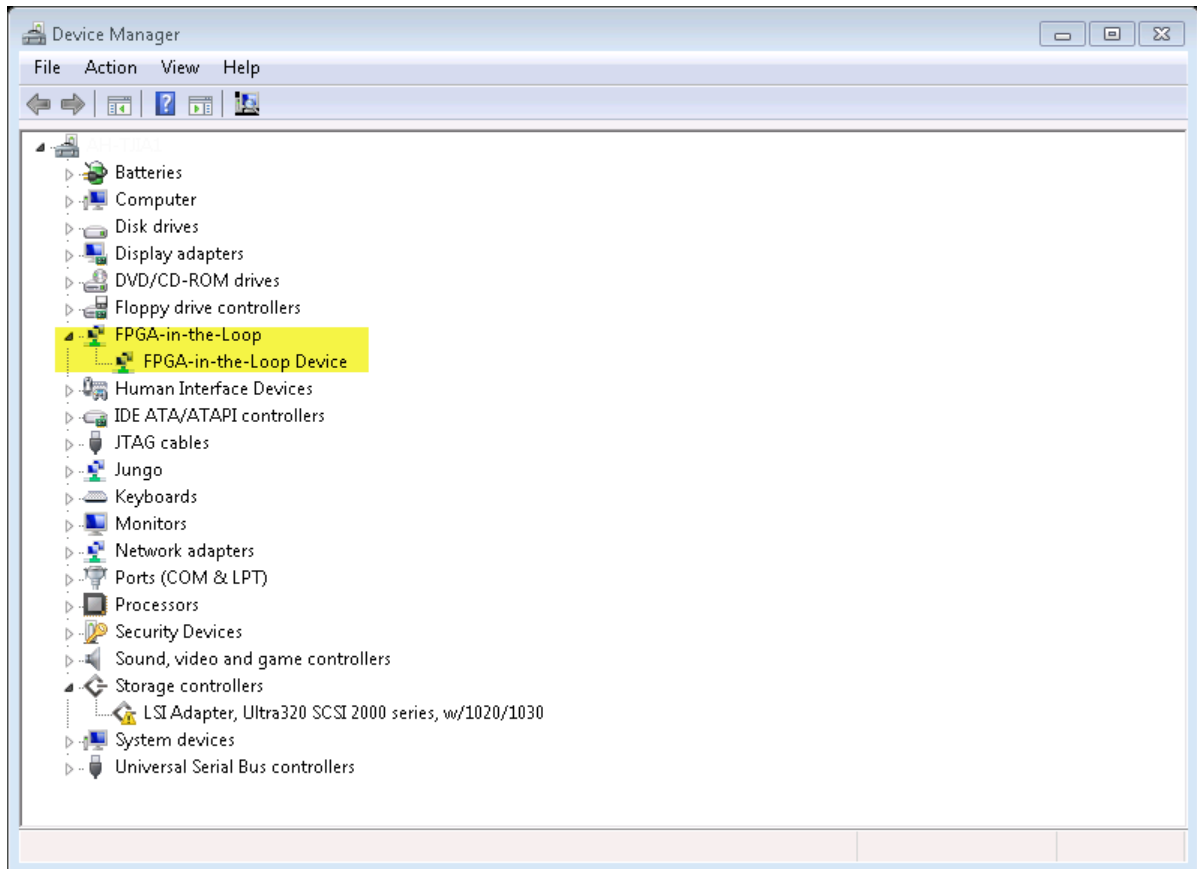 Device Manager
File Action View Help
Batteries
Computer
Disk drives
Display adapters
DVD/CD-ROM drives
Floppy drive controllers
FPGA-in-the-Loop
FPGA-in-the-Loop Device
Human Interface Devices
IDE ATA/ATAPI controllers
JTAG cables
Jungo
Keyboards
Monitors
Network adapters
Ports (COM & LPT)
Processors
Security Devices
Sound, video and game controllers
Storage controllers
LSI Adapter, Ultra320 SCSI 2000 series, w/1020/1030
System devices
Universal Serial Bus controllers